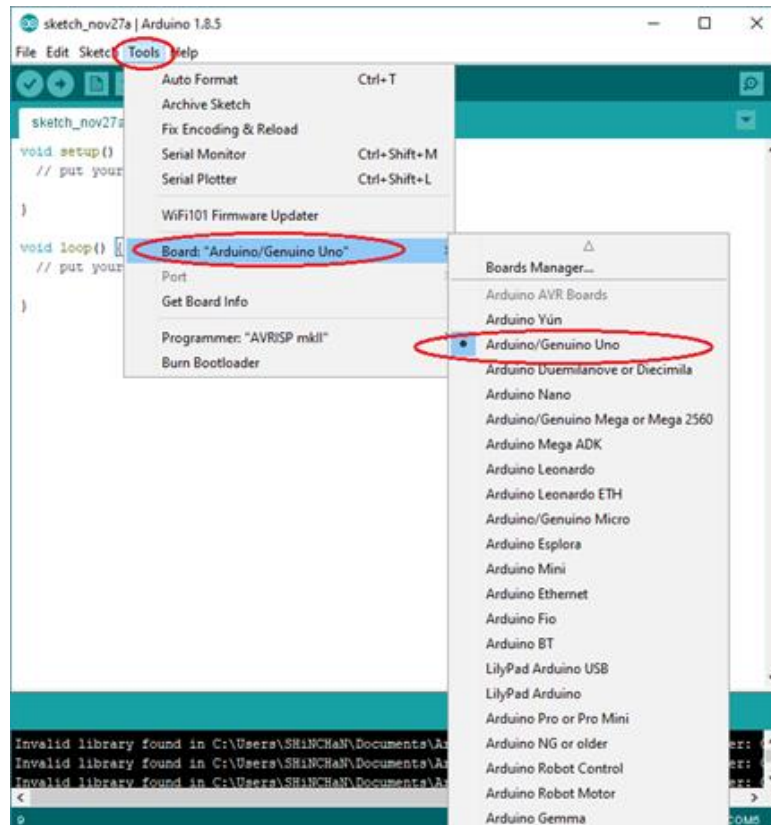 sketch_nov27a | Arduino 1.8.5
File Edit Sketch Tools Help
sketch_nov27a
void setup()
// put your
}
void loop() {
// put your
}
Auto Format Ctrl+T
Archive Sketch
Fix Encoding & Reload
Serial Monitor Ctrl+Shift+M
Serial Plotter Ctrl+Shift+L
WiFi101 Firmware Updater
Board: "Arduino/Genuino Uno"
Port
Get Board Info
Programmer: "AVRISP mkII"
Burn Bootloader
Boards Manager...
Arduino AVR Boards
Arduino Yún
Arduino/Genuino Uno
Arduino Duemilanove or Diecimila
Arduino Nano
Arduino/Genuino Mega or Mega 2560
Arduino Mega ADK
Arduino Leonardo
Arduino Leonardo ETH
Arduino/Genuino Micro
Arduino Esplora
Arduino Mini
Arduino Ethernet
Arduino Fio
Arduino BT
LilyPad Arduino USB
LilyPad Arduino
Arduino Pro or Pro Mini
Arduino NG or older
Arduino Robot Control
Arduino Robot Motor
Arduino Gemma
Invalid library found in C:\Users\SHiNCHaN\Documents\A er:
Invalid library found in C:\Users\SHiNCHaN\Documents\A er:
Invalid library found in C:\Users\SHiNCHaN\Documents\A er:
9 COM5